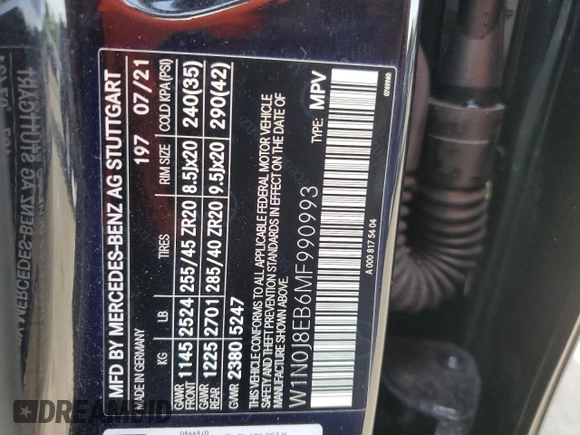 MFD BY MERCEDES-BENZ AG STUTTGART
MADE IN GERMANY 197 07/21
KG LB TIRES RIM SIZE COLD KPA (PSI)
GAWR FRONT 1145 2524 255/45 ZR20 8.5Jx20 240(35)
GAWR REAR 1225 2701 285/40 ZR20 9.5Jx20 290(42)
GVWR 2380 5247
THIS VEHICLE CONFORMS TO ALL APPLICABLE FEDERAL MOTOR VEHICLE
SAFETY AND THEFT PREVENTION STANDARDS IN EFFECT ON THE DATE OF
MANUFACTURE SHOWN ABOVE.
W1N0J8EB6MF990993 TYPE: MPV
A 000 817 54 04
AutoHelperBot.com